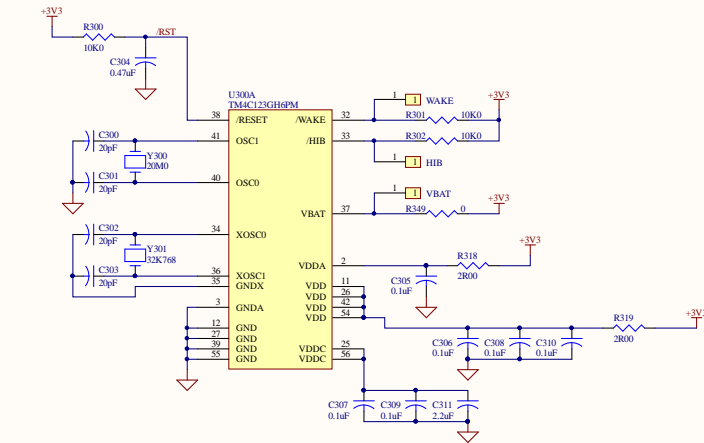 +3V3
R300
10K0
/RST
C304
0.47uF
U300A
TM4C123GH6PM
38 /RESET
41 OSC1
40 OSC0
34 XOSC0
36 XOSC1
35 GNDX
3 GNDA
12 GND
27 GND
39 GND
55 GND
/WAKE 32
/HIB 33
VBAT 37
VDDA 2
VDD 11
VDD 26
VDD 42
VDD 54
VDDC 25
VDDC 56
C300
20pF
Y300
20M0
C301
20pF
C302
20pF
Y301
32K768
C303
20pF
1 1 WAKE
+3V3
R301 10K0
R302 10K0
1 1 HIB
1 1 VBAT
+3V3
R349 0
+3V3
R318
2R00
C305
0.1uF
+3V3
R319
2R00
C306
0.1uF
C308
0.1uF
C310
0.1uF
C307
0.1uF
C309
0.1uF
C311
2.2uF